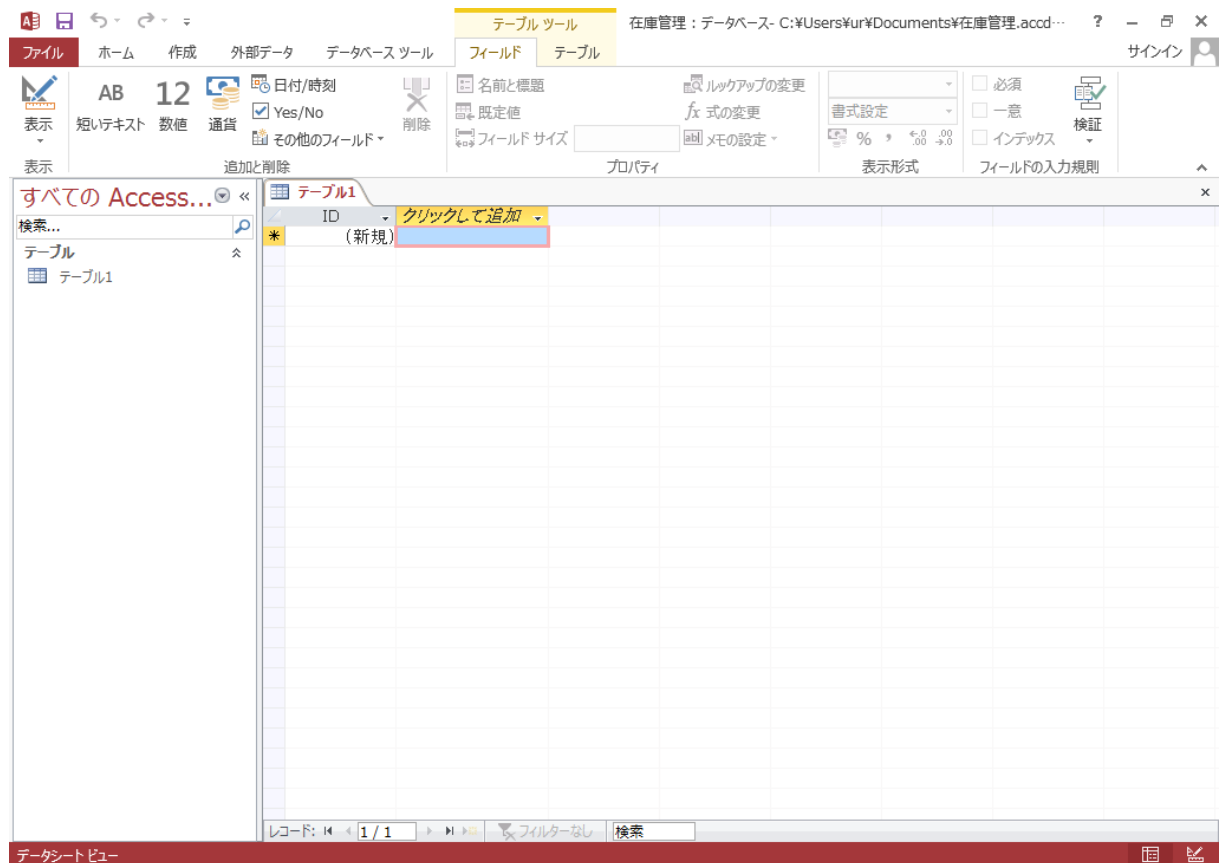 テーブル ツール
在庫管理：データベース- C:¥Users¥ur¥Documents¥在庫管理.accd…
?
ファイル ホーム 作成 外部データ データベース ツール フィールド テーブル サインイン
AB 12 日付/時刻 名前と標題 ルックアップの変更 必須
Yes/No 既定値 fx 式の変更 書式設定 一意
表示 短いテキスト 数値 通貨 その他のフィールド 削除 フィールド サイズ ab| メモの設定 % , ←.0 .00 .00 →.0 インデックス 検証
表示 追加と削除 プロパティ 表示形式 フィールドの入力規則
すべての Access... « テーブル1 ×
検索... ID クリックして追加
* (新規)
テーブル
テーブル1
レコード: 1 / 1 フィルターなし 検索
データシート ビュー